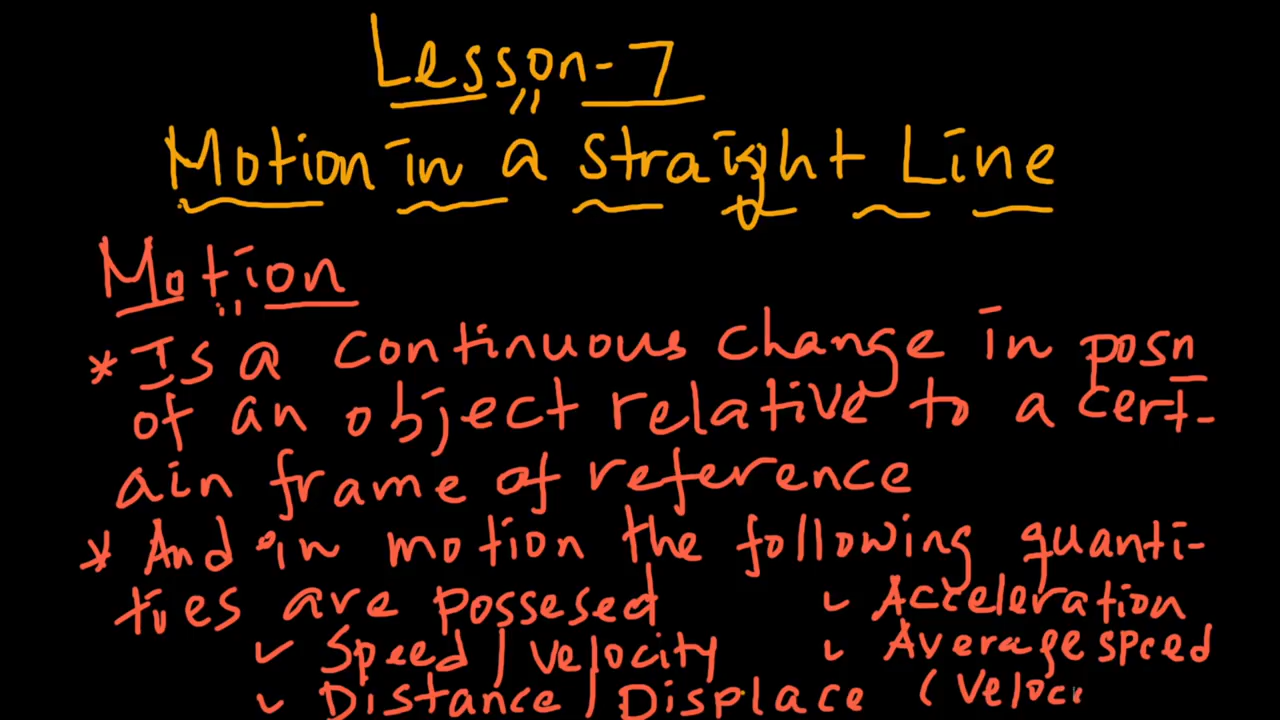 Lesson-7
Motion in a straight Line
Motion
* Is a continuous change in posn
of an object relative to a cert-
ain frame of reference
* And in motion the following quanti-
ties are possesed
✓ Acceleration
✓ Speed / velocity
✓ Average speed
✓ Distance / Displace
( Veloci